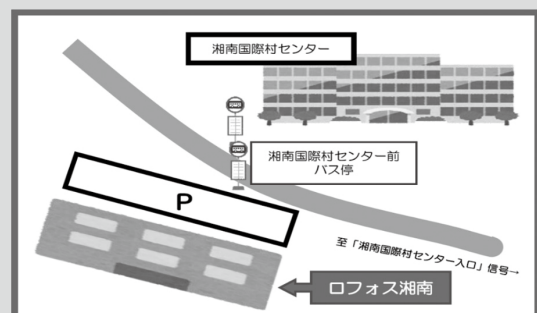 湘南国際村センター
湘南国際村センター前
バス停
P
至「湘南国際村センター入口」信号→
ロフォス湘南